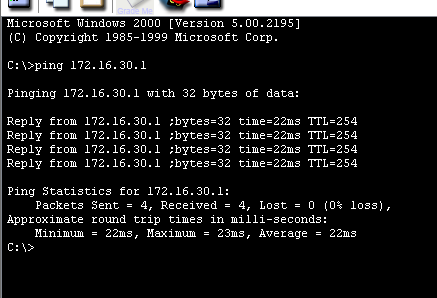 Grade Me
Microsoft Windows 2000 [Version 5.00.2195]
(C) Copyright 1985-1999 Microsoft Corp.
C:\>ping 172.16.30.1
Pinging 172.16.30.1 with 32 bytes of data:
Reply from 172.16.30.1 ;bytes=32 time=22ms TTL=254
Reply from 172.16.30.1 ;bytes=32 time=22ms TTL=254
Reply from 172.16.30.1 ;bytes=32 time=22ms TTL=254
Reply from 172.16.30.1 ;bytes=32 time=22ms TTL=254
Ping Statistics for 172.16.30.1:
Packets Sent = 4, Received = 4, Lost = 0 (0% loss),
Approximate round trip times in milli-seconds:
Minimum = 22ms, Maximum = 23ms, Average = 22ms
C:\>